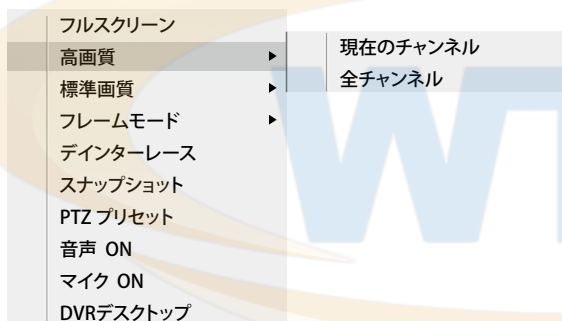 フルスクリーン
高画質
標準画質
フレームモード
デインターレース
スナップショット
PTZ プリセット
音声 ON
マイク ON
DVRデスクトップ
現在のチャンネル
全チャンネル